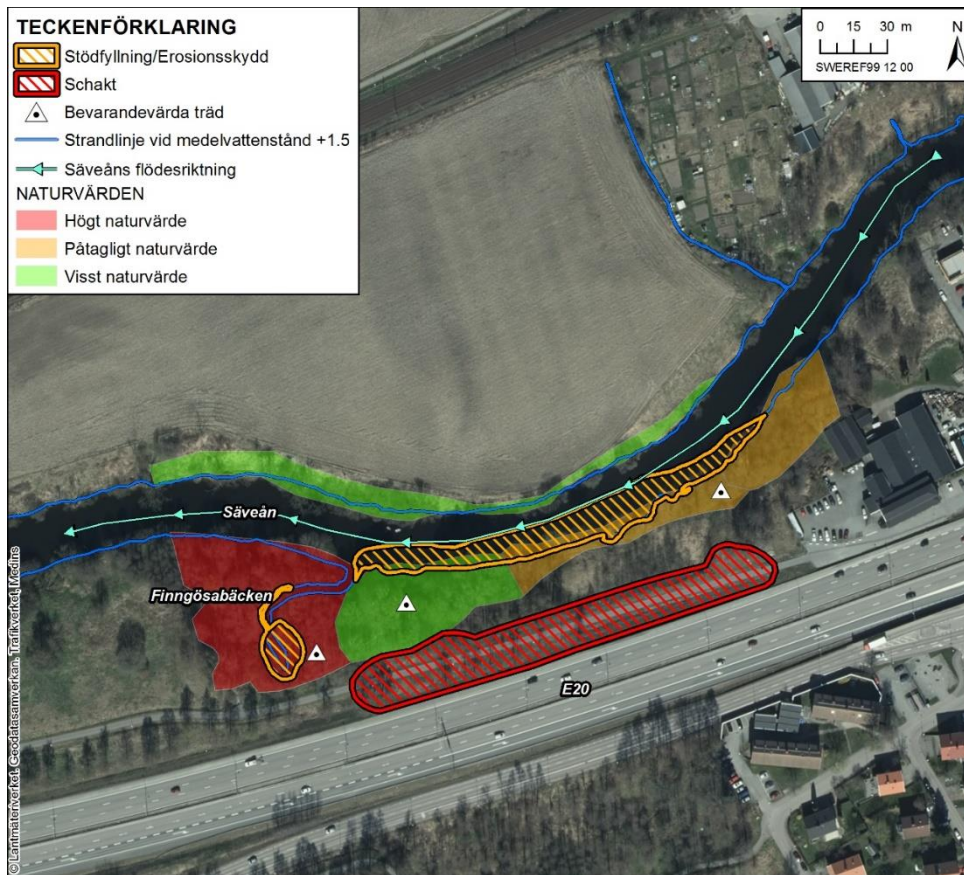 TECKENFÖRKLARING
Stödfyllning/Erosionsskydd
Schakt
Bevarandevärda träd
Strandlinje vid medelvattenstånd +1.5
Säveåns flödesriktning
NATURVÄRDEN
Högt naturvärde
Påtagligt naturvärde
Visst naturvärde
0 15 30 m
SWEREF99 12 00
N
Säveån
Finngösabäcken
E20
© Lantmäteriverket, Geodatasamverkan, Trafikverket, Medins